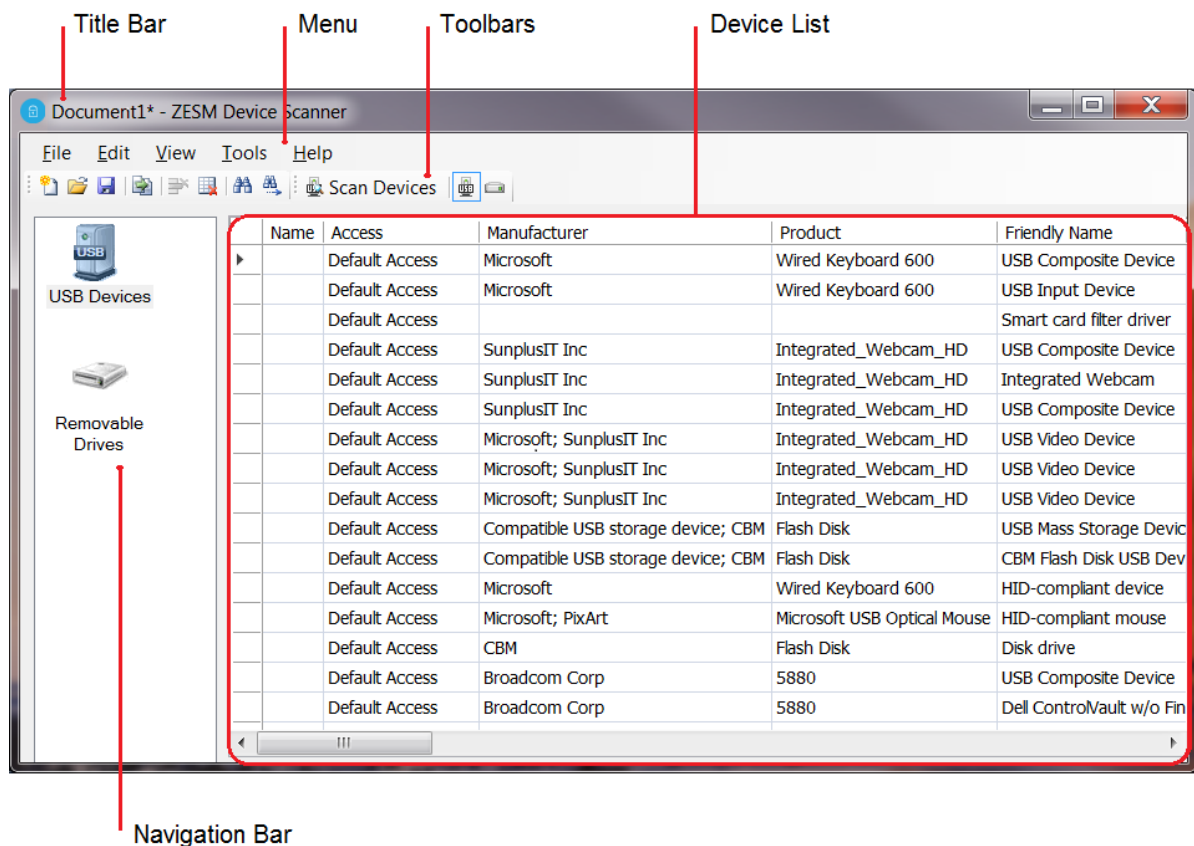 Title Bar Menu Toolbars Device List
Document1* - ZESM Device Scanner
File Edit View Tools Help
Scan Devices
USB
USB Devices
Removable
Drives
Name Access Manufacturer Product Friendly Name
Default Access Microsoft Wired Keyboard 600 USB Composite Device
Default Access Microsoft Wired Keyboard 600 USB Input Device
Default Access Smart card filter driver
Default Access SunplusIT Inc Integrated_Webcam_HD USB Composite Device
Default Access SunplusIT Inc Integrated_Webcam_HD Integrated Webcam
Default Access SunplusIT Inc Integrated_Webcam_HD USB Composite Device
Default Access Microsoft; SunplusIT Inc Integrated_Webcam_HD USB Video Device
Default Access Microsoft; SunplusIT Inc Integrated_Webcam_HD USB Video Device
Default Access Microsoft; SunplusIT Inc Integrated_Webcam_HD USB Video Device
Default Access Compatible USB storage device; CBM Flash Disk USB Mass Storage Devic
Default Access Compatible USB storage device; CBM Flash Disk CBM Flash Disk USB Dev
Default Access Microsoft Wired Keyboard 600 HID-compliant device
Default Access Microsoft; PixArt Microsoft USB Optical Mouse HID-compliant mouse
Default Access CBM Flash Disk Disk drive
Default Access Broadcom Corp 5880 USB Composite Device
Default Access Broadcom Corp 5880 Dell ControlVault w/o Fin
Navigation Bar